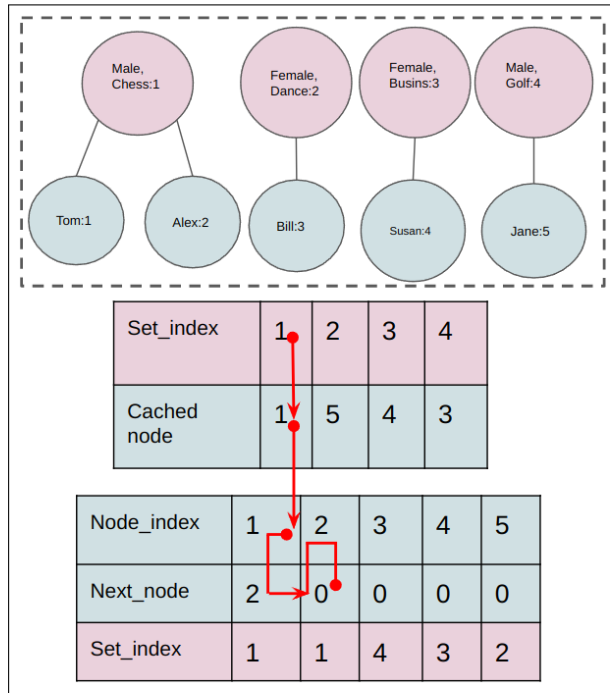 Male,
Chess:1
Female,
Dance:2
Female,
Busins:3
Male,
Golf:4
Tom:1
Alex:2
Bill:3
Susan:4
Jane:5
Set_index 1 2 3 4
Cached
node 1 5 4 3
Node_index 1 2 3 4 5
Next_node 2 0 0 0 0
Set_index 1 1 4 3 2